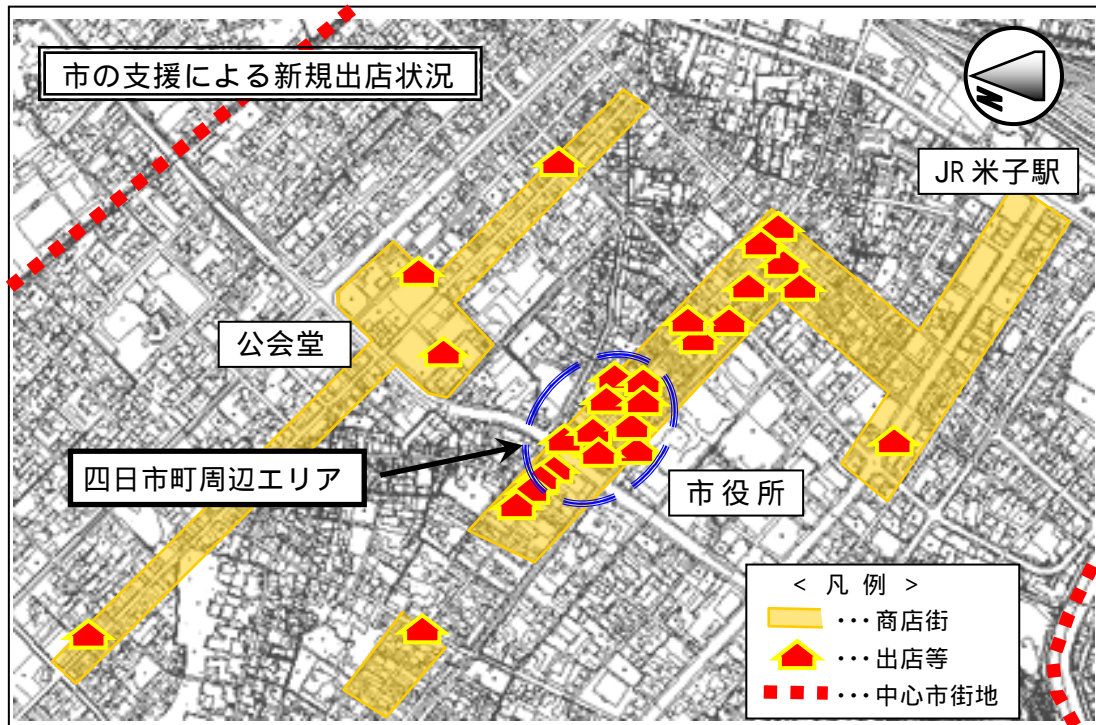 市の支援による新規出店状況
N
JR 米子駅
公会堂
四日市町周辺エリア
市役所
< 凡 例 >
･･･商店街
･･･出店等
･･･中心市街地